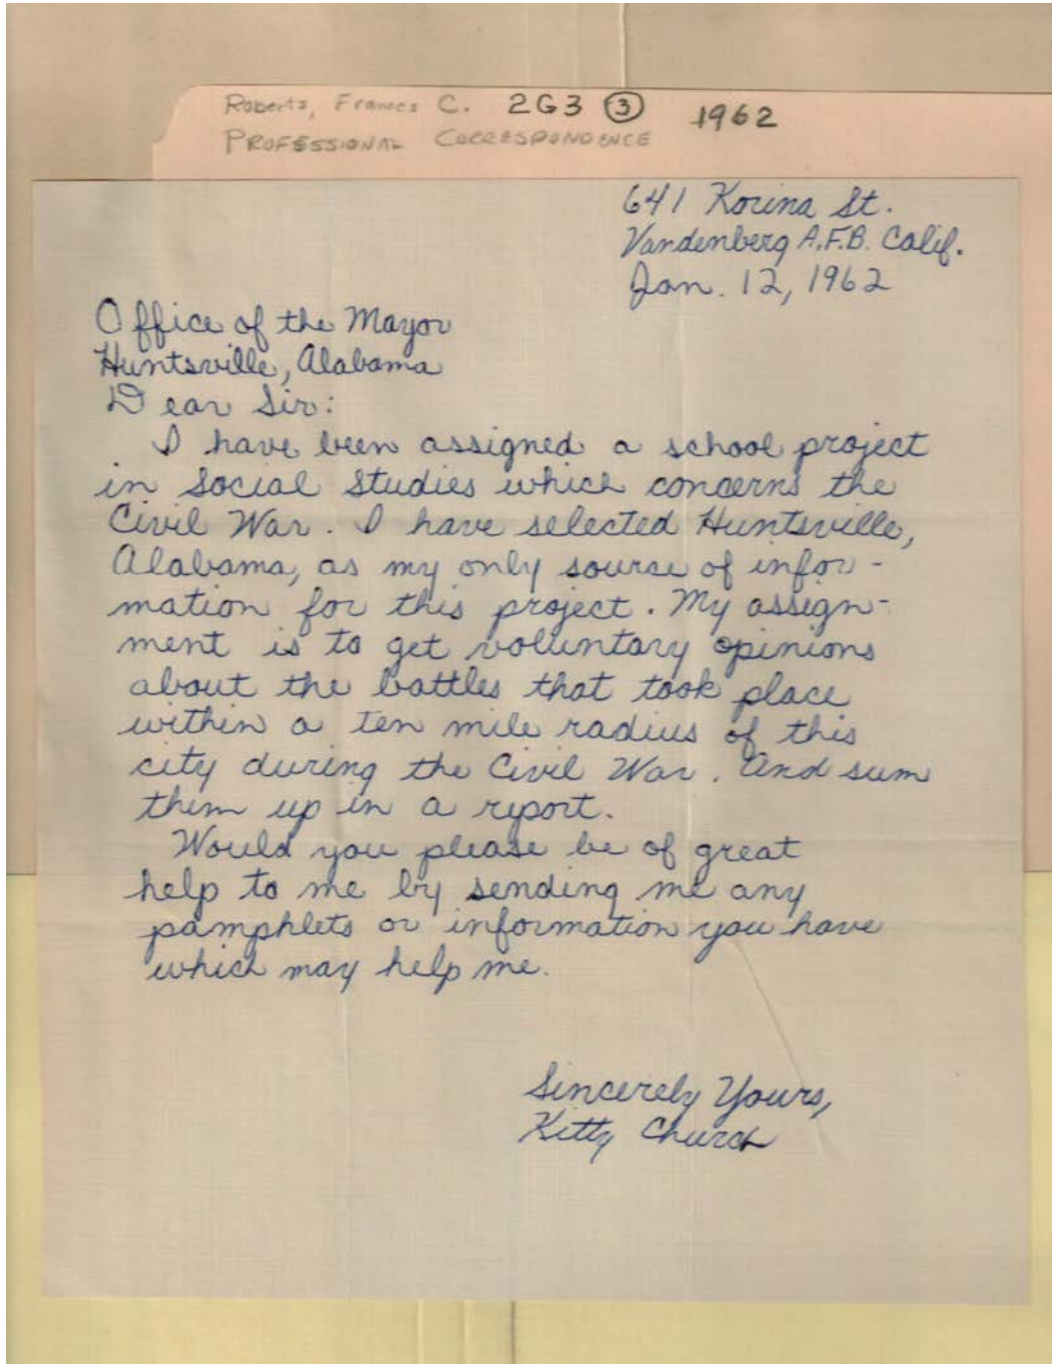 Roberts, Frances C. 2G3 3 1962
PROFESSIONAL CORRESPONDENCE
641 Korina St.
Vandenberg A.F.B. Calif.
Jan. 12, 1962
Office of the Mayor
Huntsville, Alabama
Dear Sir:
I have been assigned a school project
in Social Studies which concerns the
Civil War. I have selected Huntsville,
Alabama, as my only source of infor-
mation for this project. My assign-
ment is to get voluntary opinions
about the battles that took place
within a ten mile radius of this
city during the Civil War. And sum
them up in a report.
Would you please be of great
help to me by sending me any
pamphlets or information you have
which may help me.
Sincerely Yours,
Kitty Church